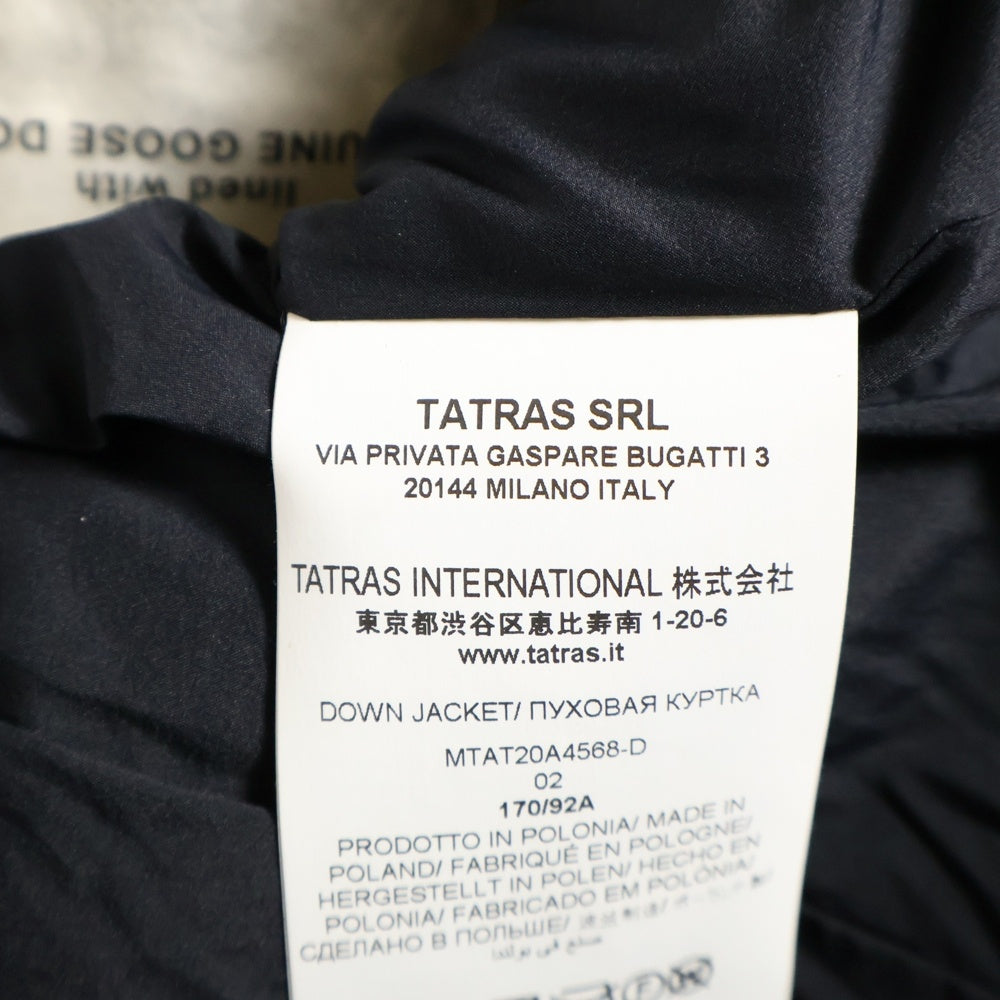 lined with
GOOSE
TATRAS SRL
VIA PRIVATA GASPARE BUGATTI 3
20144 MILANO ITALY
TATRAS INTERNATIONAL 株式会社
東京都渋谷区恵比寿南 1-20-6
www.tatras.it
DOWN JACKET/ ПУХОВАЯ КУРТКА
MTAT20A4568-D
02
170/92A
PRODOTTO IN POLONIA/ MADE IN
POLAND/ FABRIQUÉ EN POLOGNE/
HERGESTELLT IN POLEN/ HECHO EN
POLONIA/ FABRICADO EM POLÓNIA/
СДЕЛАНО В ПОЛЬШЕ/
صنع في بولندا